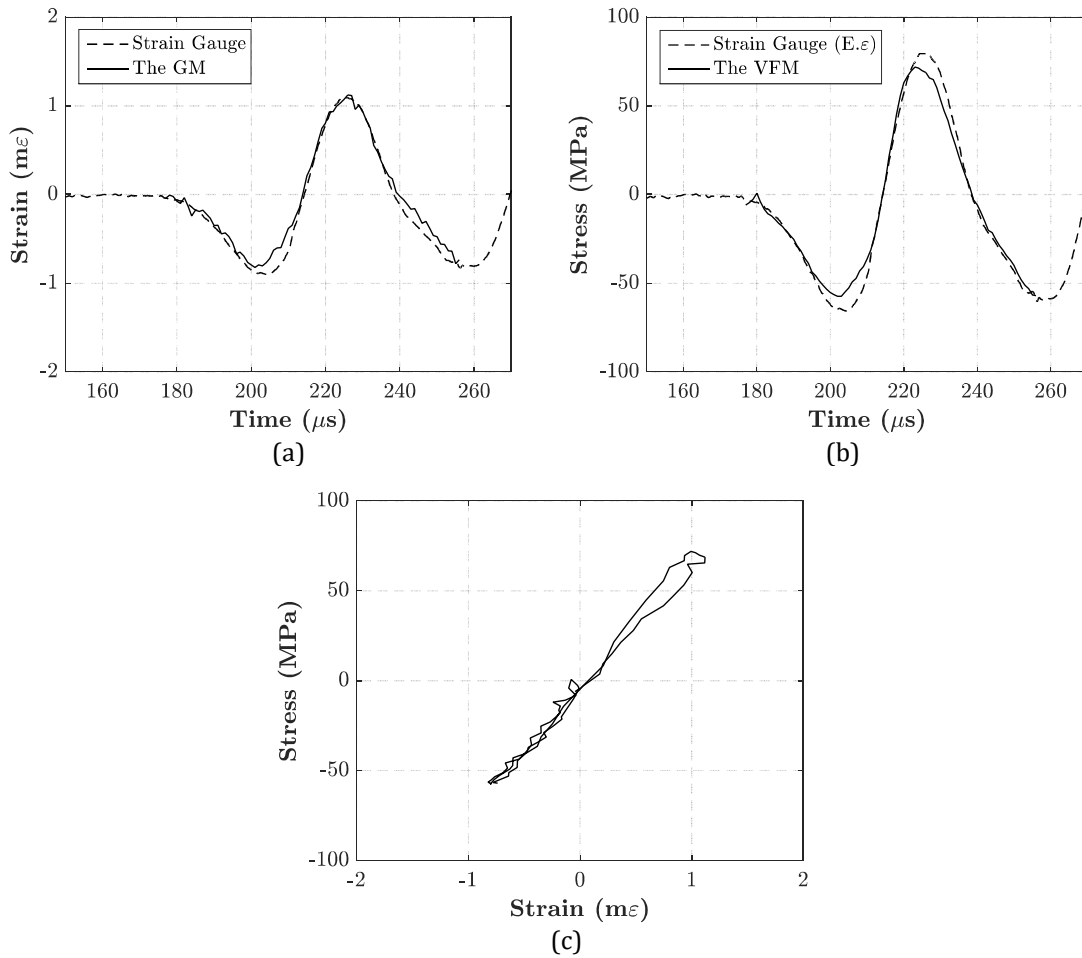 2
1
0
-1
-2
Strain (mε)
Strain Gauge
The GM
160 180 200 220 240 260
Time (μs)
(a)
100
50
0
-50
-100
Stress (MPa)
Strain Gauge (E.ε)
The VFM
160 180 200 220 240 260
Time (μs)
(b)
100
50
0
-50
-100
Stress (MPa)
-2 -1 0 1 2
Strain (mε)
(c)